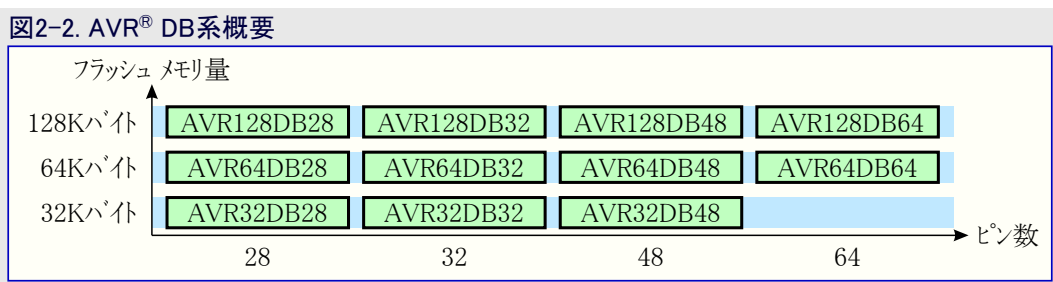 図2-2. AVR® DB系概要
フラッシュ メモリ量
128Kバイト AVR128DB28 AVR128DB32 AVR128DB48 AVR128DB64
64Kバイト AVR64DB28 AVR64DB32 AVR64DB48 AVR64DB64
32Kバイト AVR32DB28 AVR32DB32 AVR32DB48
ピン数
28 32 48 64